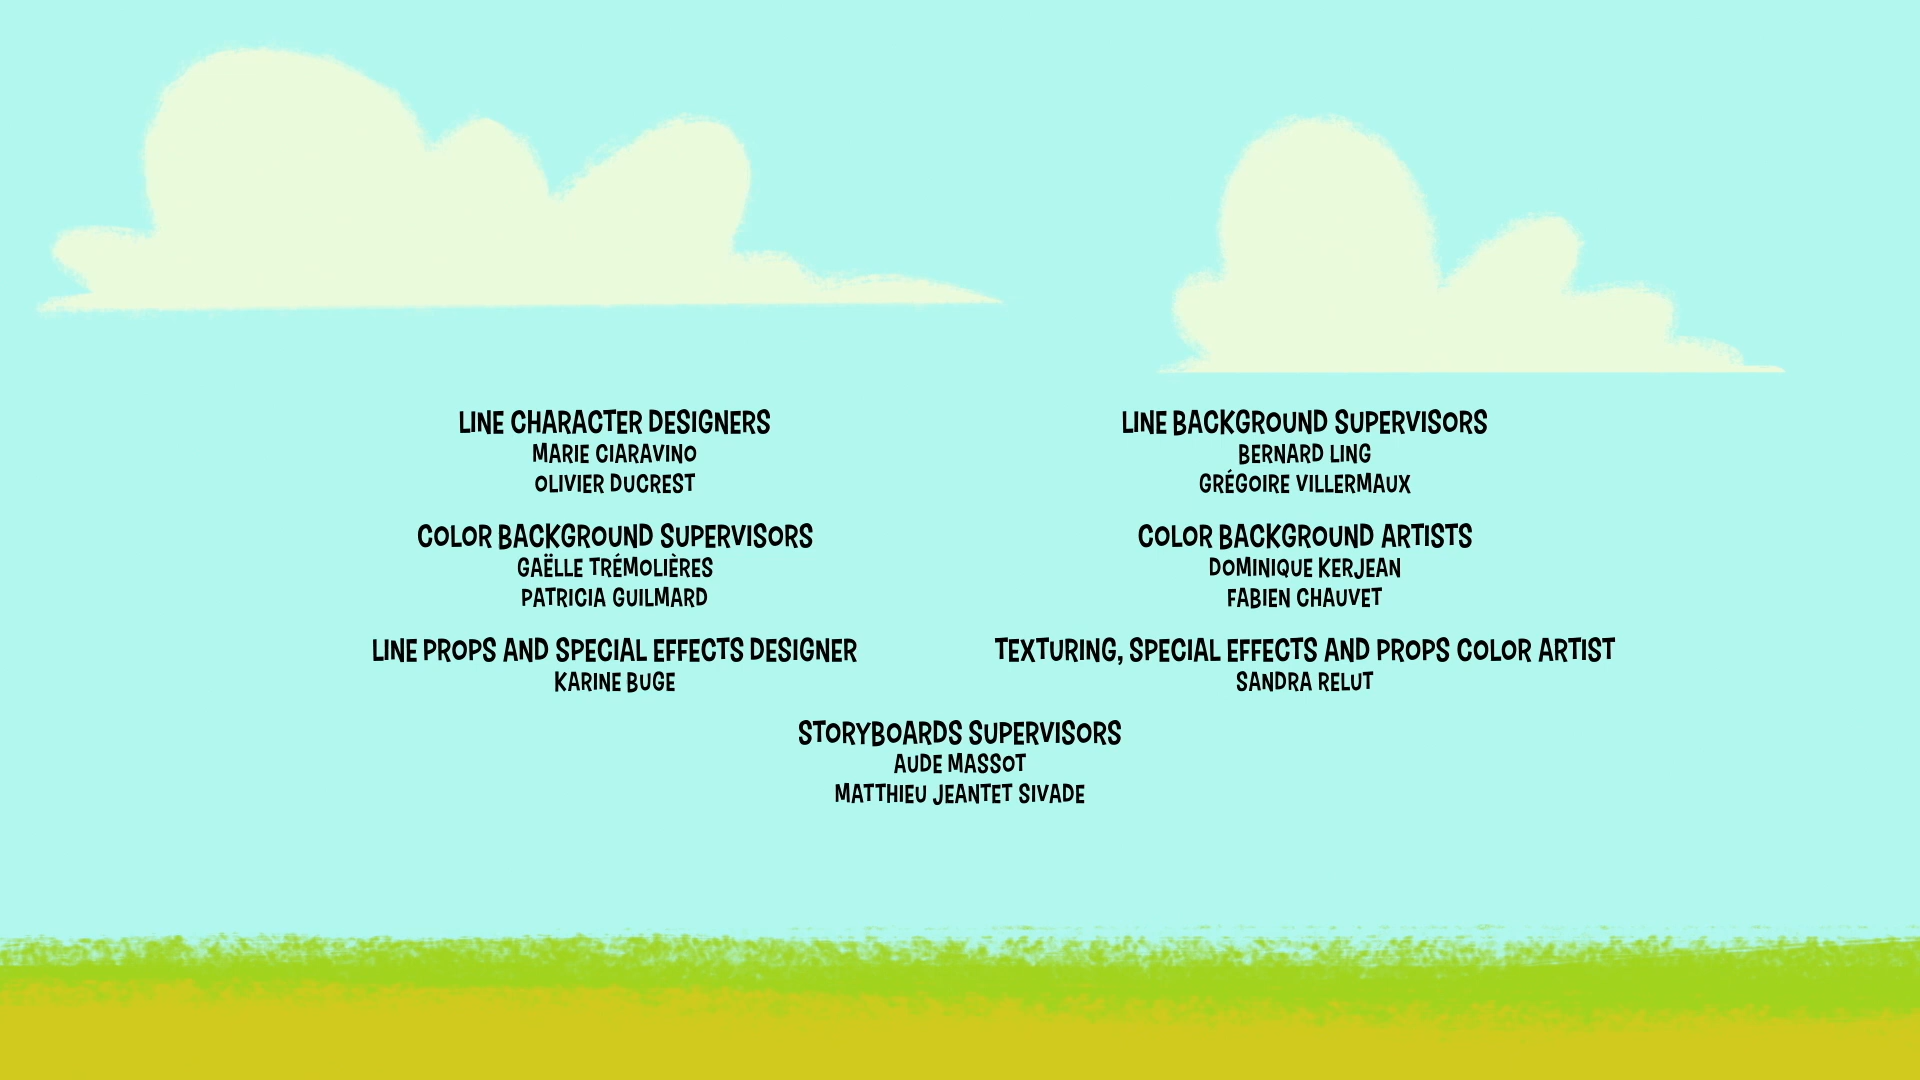 LINE CHARACTER DESIGNERS
MARIE CIARAVINO
OLIVIER DUCREST
LINE BACKGROUND SUPERVISORS
BERNARD LING
GRÉGOIRE VILLERMAUX
COLOR BACKGROUND SUPERVISORS
GAËLLE TRÉMOLIÈRES
PATRICIA GUILMARD
COLOR BACKGROUND ARTISTS
DOMINIQUE KERJEAN
FABIEN CHAUVET
LINE PROPS AND SPECIAL EFFECTS DESIGNER
KARINE BUGE
TEXTURING, SPECIAL EFFECTS AND PROPS COLOR ARTIST
SANDRA RELUT
STORYBOARDS SUPERVISORS
AUDE MASSOT
MATTHIEU JEANTET SIVADE